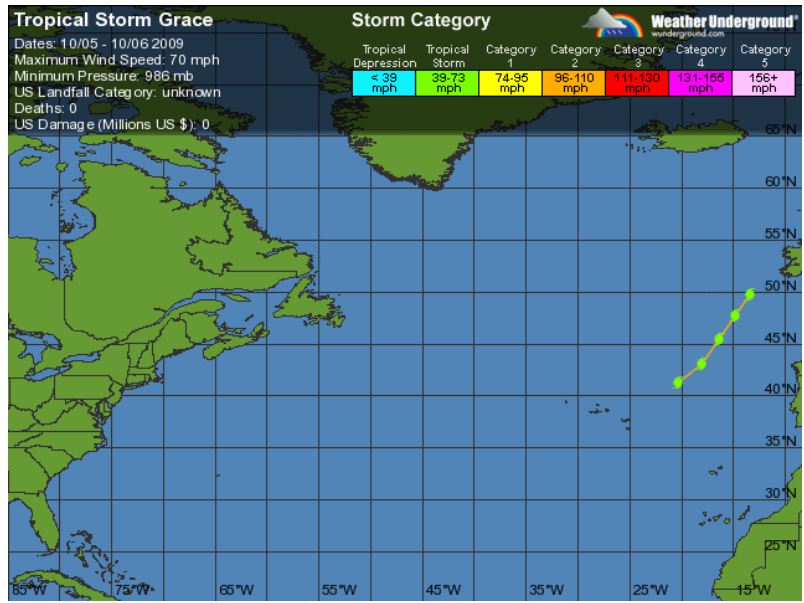 Tropical Storm Grace
Dates: 10/05 - 10/06 2009
Maximum Wind Speed: 70 mph
Minimum Pressure: 986 mb
US Landfall Category: unknown
Deaths: 0
US Damage (Millions US $): 0
Storm Category
Weather Underground®
wunderground.com
Tropical Depression
Tropical Storm
Category 1
Category 2
Category 3
Category 4
Category 5
< 39 mph
39-73 mph
74-95 mph
96-110 mph
111-130 mph
131-155 mph
156+ mph
65°N
60°N
55°N
50°N
45°N
40°N
35°N
30°N
25°N
85°W 75°W 65°W 55°W 45°W 35°W 25°W 15°W